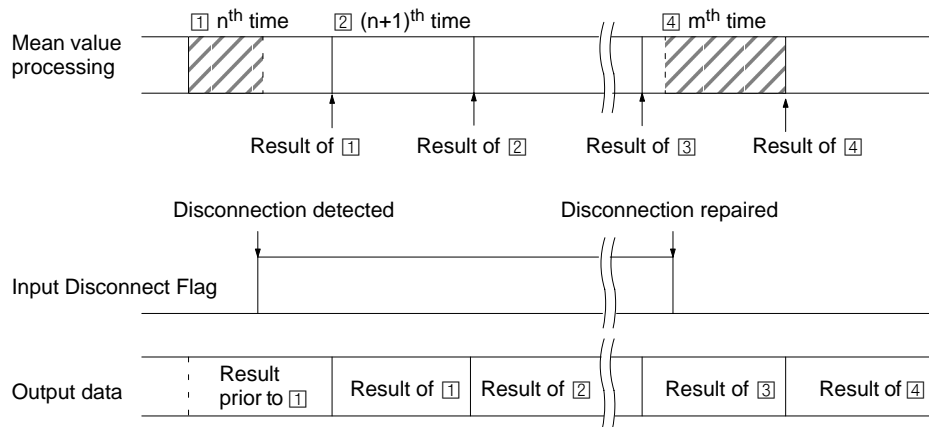 1 nth time
2 (n+1)th time
4 mth time
Mean value
processing
Result of 1
Result of 2
Result of 3
Result of 4
Disconnection detected
Disconnection repaired
Input Disconnect Flag
Output data
Result
prior to 1
Result of 1
Result of 2
Result of 3
Result of 4